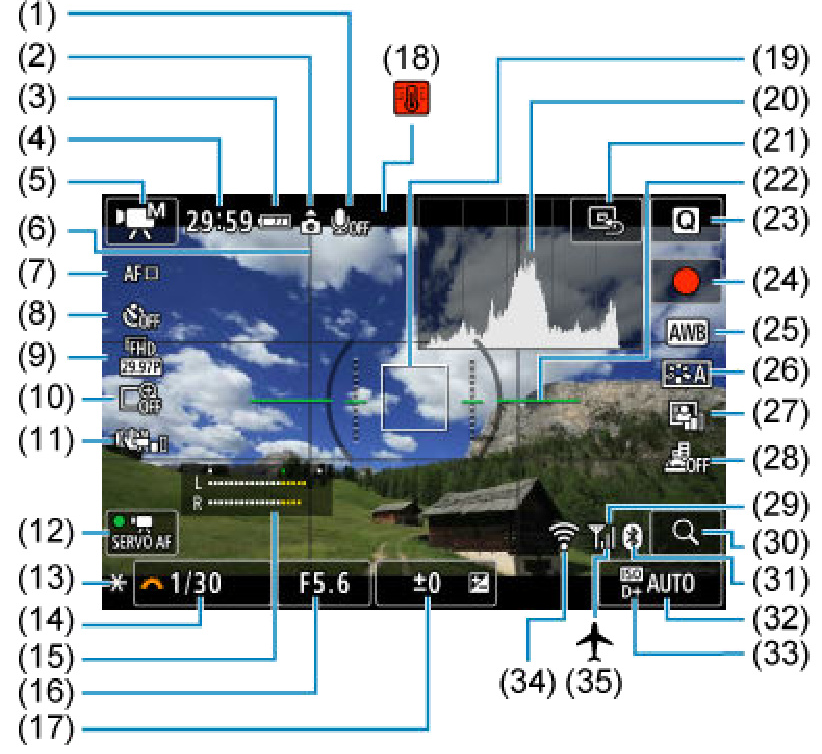 (1)
(2)
(3)
(4)
(5)
(6)
(7)
(8)
(9)
(10)
(11)
(12)
(13)
(14)
(15)
(16)
(17)
(18)
M
29:59
OFF
AF
OFF
FHD
29.97P
OFF
L
R
SERVO AF
1/30
F5.6
±0
ISO
D+
AUTO
Q
AWB
A
OFF
(19)
(20)
(21)
(22)
(23)
(24)
(25)
(26)
(27)
(28)
(29)
(30)
(31)
(32)
(33)
(34) (35)